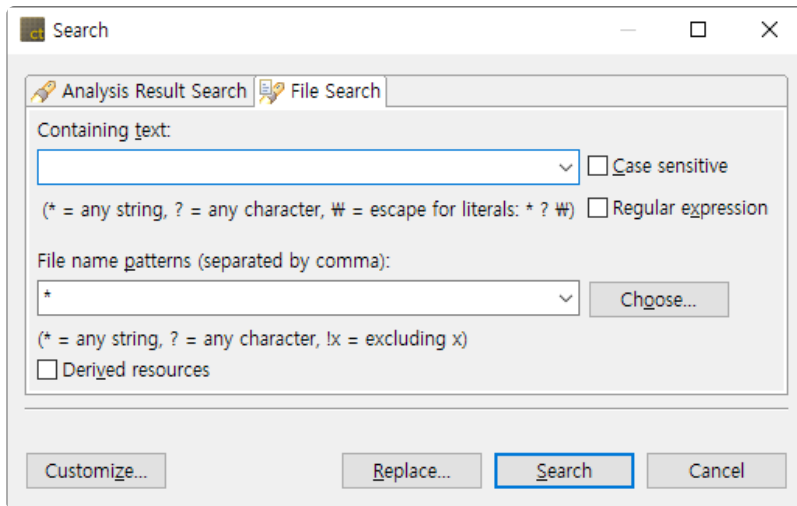 ct Search
Analysis Result Search File Search
Containing text:
Case sensitive
(* = any string, ? = any character, ₩ = escape for literals: * ? ₩) Regular expression
File name patterns (separated by comma):
* Choose...
(* = any string, ? = any character, !x = excluding x)
Derived resources
Customize... Replace... Search Cancel